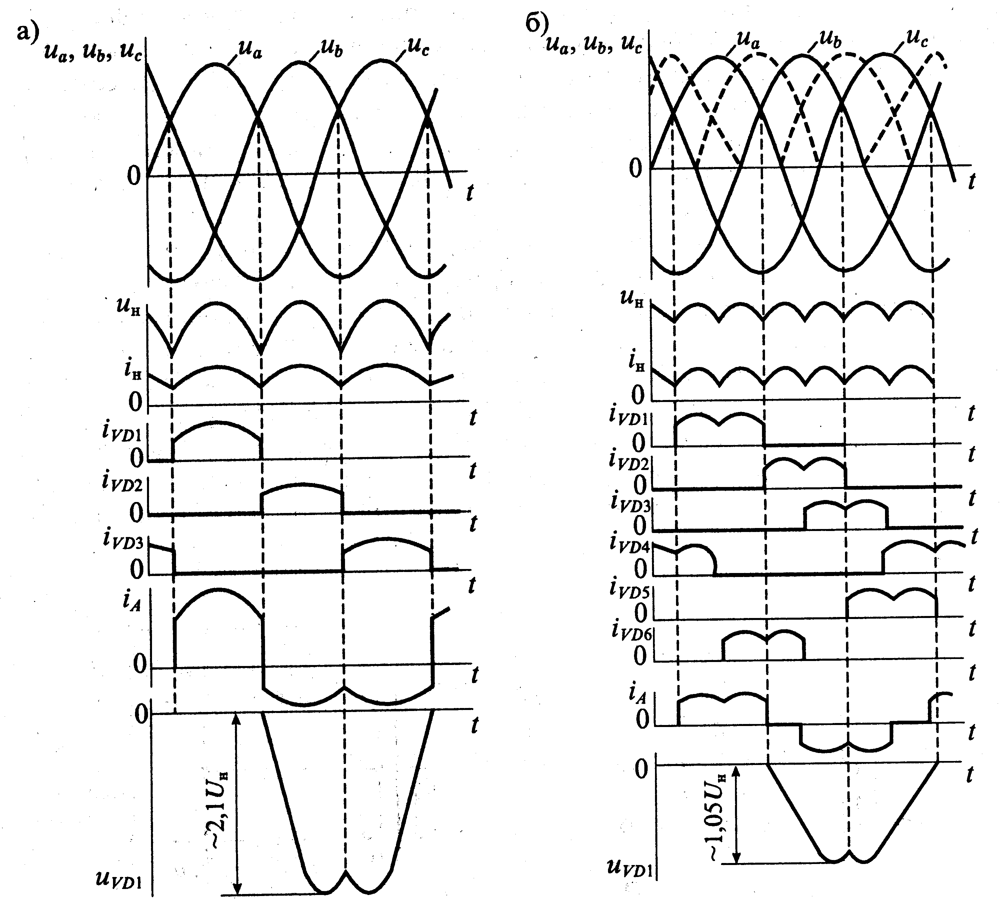 а)
u_a, u_b, u_c
u_a
u_b
u_c
0
t
u_н
i_н
0
t
i_VD1
0
t
i_VD2
0
t
i_VD3
0
t
i_A
0
t
0
t
~2,1U_н
u_VD1
б)
u_a, u_b, u_c
u_a
u_b
u_c
0
t
u_н
i_н
0
t
i_VD1
0
t
i_VD2
0
t
i_VD3
0
t
i_VD4
0
t
i_VD5
0
t
i_VD6
0
t
i_A
0
t
0
t
~1,05U_н
u_VD1